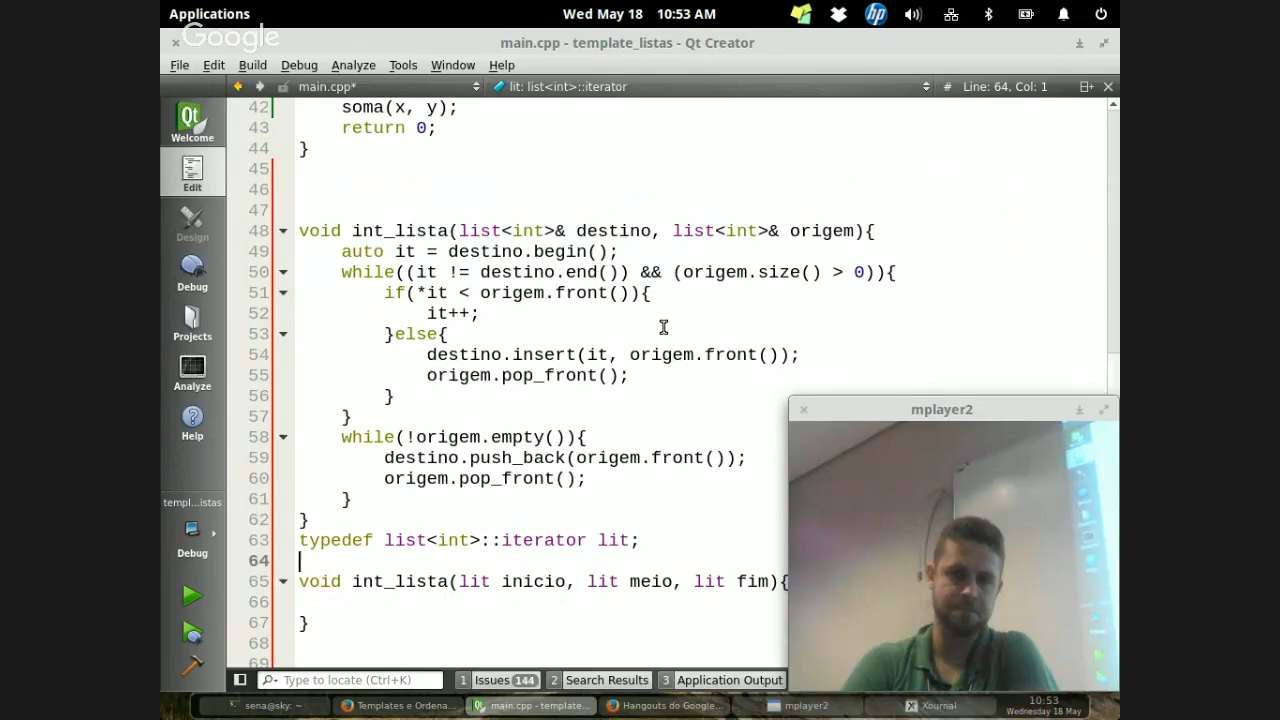 Applications
Wed May 18 10:53 AM
Google
main.cpp - template_listas - Qt Creator
File Edit Build Debug Analyze Tools Window Help
main.cpp*
lit: list<int>::iterator
# Line: 64, Col: 1
Qt
Welcome
Edit
Design
Debug
Projects
Analyze
Help
templ...istas
Debug
42 soma(x, y);
43 return 0;
44 }
45
46
47
48 void int_lista(list<int>& destino, list<int>& origem){
49 auto it = destino.begin();
50 while((it != destino.end()) && (origem.size() > 0)){
51 if(*it < origem.front()){
52 it++;
53 }else{
54 destino.insert(it, origem.front());
55 origem.pop_front();
56 }
57 }
58 while(!origem.empty()){
59 destino.push_back(origem.front());
60 origem.pop_front();
61 }
62 }
63 typedef list<int>::iterator lit;
64
65 void int_lista(lit inicio, lit meio, lit fim){
66
67 }
68
69
mplayer2
Type to locate (Ctrl+K)
1 Issues 144
2 Search Results
3 Application Output
sena@sky: ~
Templates e Ordena...
main.cpp - template...
Hangouts do Google...
mplayer2
Xournal
10:53
Wednesday 18 May